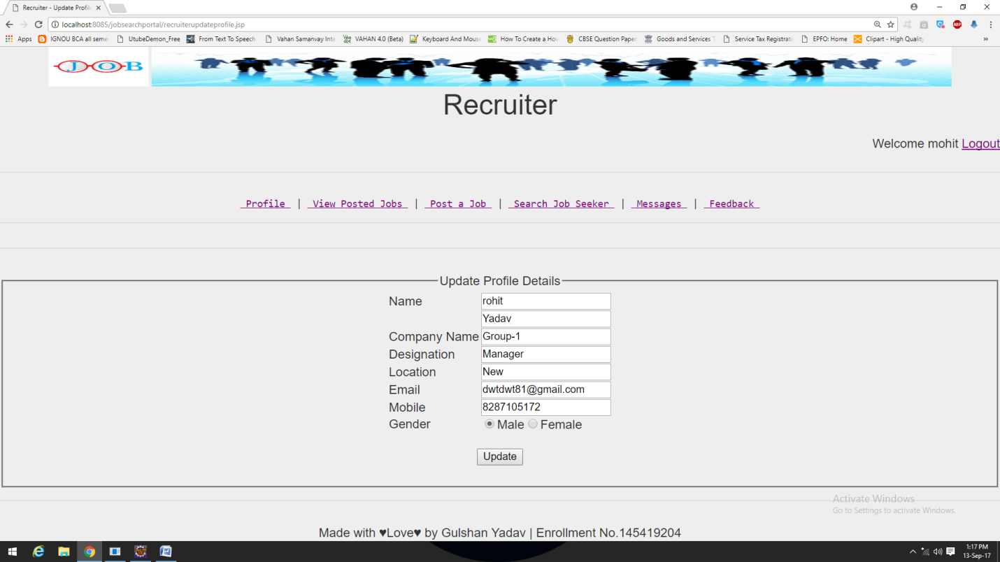 Recruiter - Update Profil
localhost:8085/jobsearchportal/recruiterupdateprofile.jsp
ABP
Apps IGNOU BCA all semes UtubeDemon_Free From Text To Speech Vahan Samanvay Inte VAHAN 4.0 (Beta) Keyboard And Mouse How To Create a Hov CBSE Question Paper Goods and Services T Service Tax Registrati EPFO: Home Clipart - High Quality »
JOB
Recruiter
Welcome mohit Logout
Profile | View Posted Jobs | Post a Job | Search Job Seeker | Messages | Feedback
Update Profile Details
Name rohit
Yadav
Company Name Group-1
Designation Manager
Location New
Email dwtdwt81@gmail.com
Mobile 8287105172
Gender Male Female
Update
Activate Windows
Go to Settings to activate Windows.
Made with ♥Love♥ by Gulshan Yadav | Enrollment No.145419204
1:17 PM
13-Sep-17